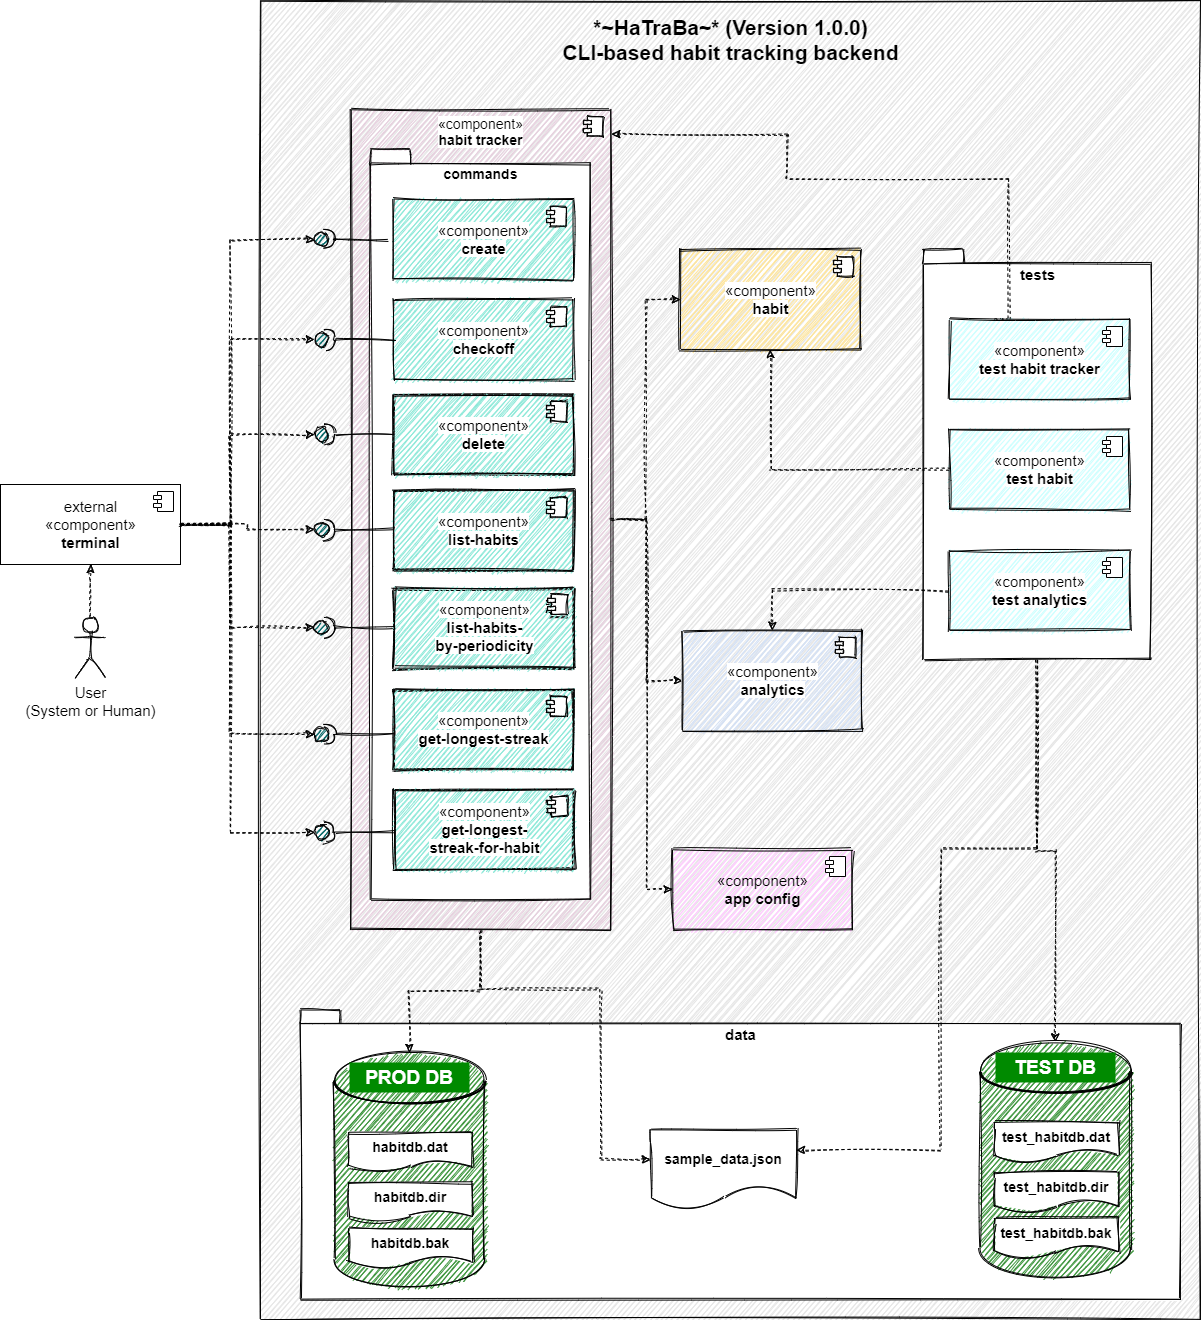 *~HaTraBa~* (Version 1.0.0)
CLI-based habit tracking backend
«component»
habit tracker
commands
«component»
create
«component»
checkoff
«component»
delete
«component»
list-habits
«component»
list-habits-
by-periodicity
«component»
get-longest-streak
«component»
get-longest-
streak-for-habit
external
«component»
terminal
User
(System or Human)
«component»
habit
«component»
analytics
«component»
app config
tests
«component»
test habit tracker
«component»
test habit
«component»
test analytics
data
PROD DB
habitdb.dat
habitdb.dir
habitdb.bak
sample_data.json
TEST DB
test_habitdb.dat
test_habitdb.dir
test_habitdb.bak